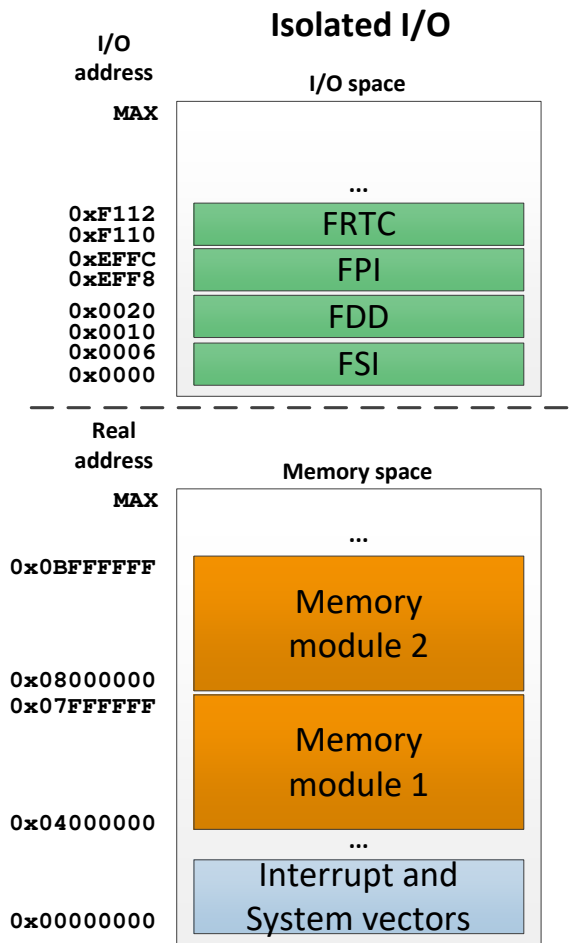 Isolated I/O
I/O
address
I/O space
MAX
...
0xF112
0xF110
FRTC
0xEFFC
0xEFF8
FPI
0x0020
0x0010
FDD
0x0006
0x0000
FSI
Real
address
Memory space
MAX
...
0x0BFFFFFF
Memory
module 2
0x08000000
0x07FFFFFF
Memory
module 1
0x04000000
...
Interrupt and
System vectors
0x00000000